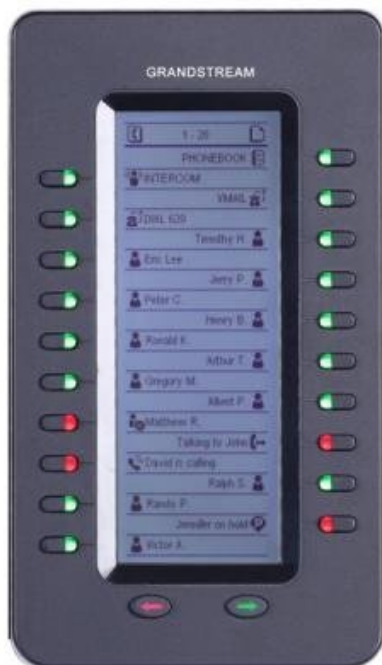 GRANDSTREAM
1 - 20
PHONEBOOK
INTERCOM
VMAIL
DIAL 620
Timothy H.
Eric Lee
Jerry P.
Peter C.
Henry B.
Ronald K.
Arthur T.
Gregory M.
Albert P.
Matthew R.
Talking to John
David is calling
Ralph S.
Randy P.
Jennifer on hold
Victor A.